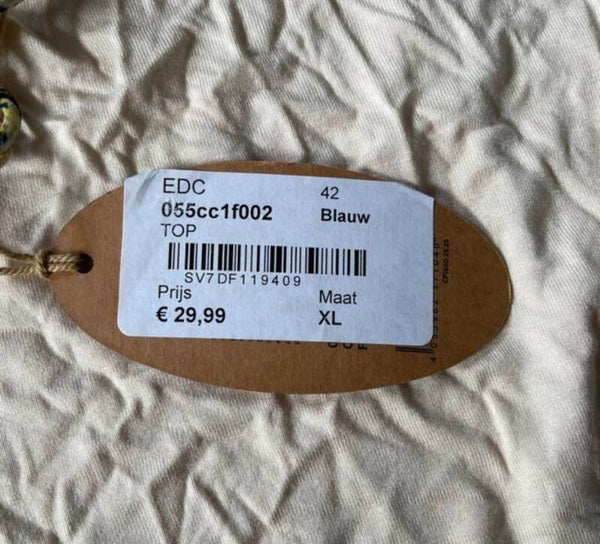 EDC 42
055cc1f002 Blauw
TOP
SV7DF119409
Prijs Maat
€ 29,99 XL